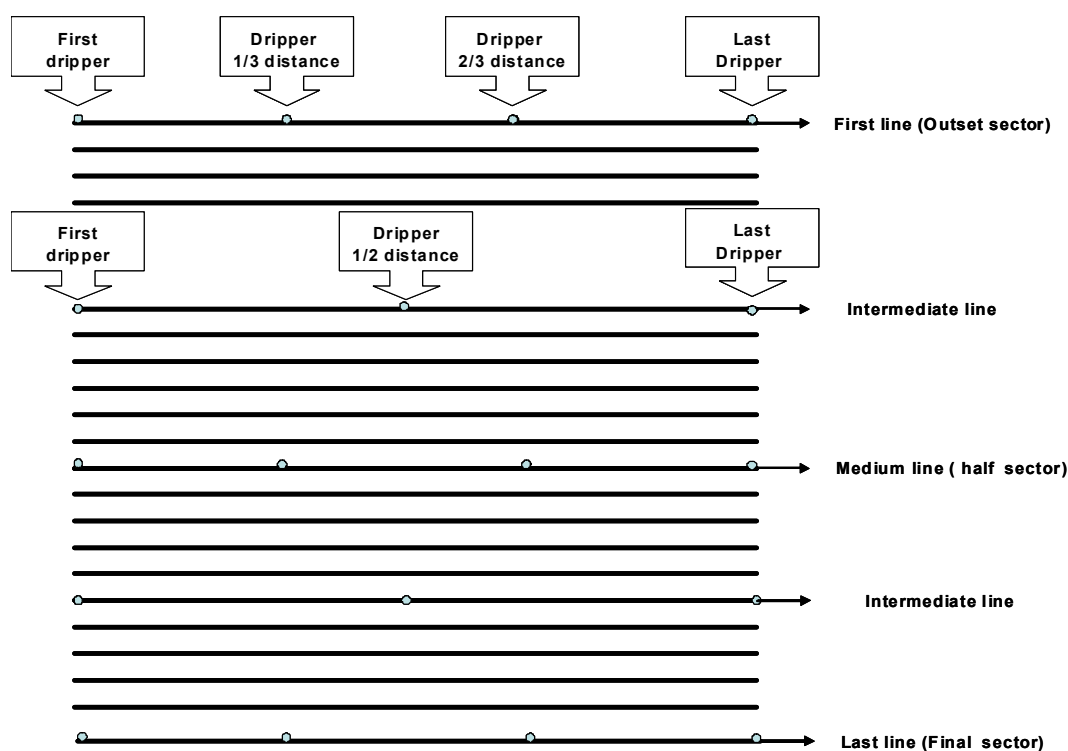 First
dripper
Dripper
1/3 distance
Dripper
2/3 distance
Last
Dripper
First line (Outset sector)
First
dripper
Dripper
1/2 distance
Last
Dripper
Intermediate line
Medium line ( half sector)
Intermediate line
Last line (Final sector)